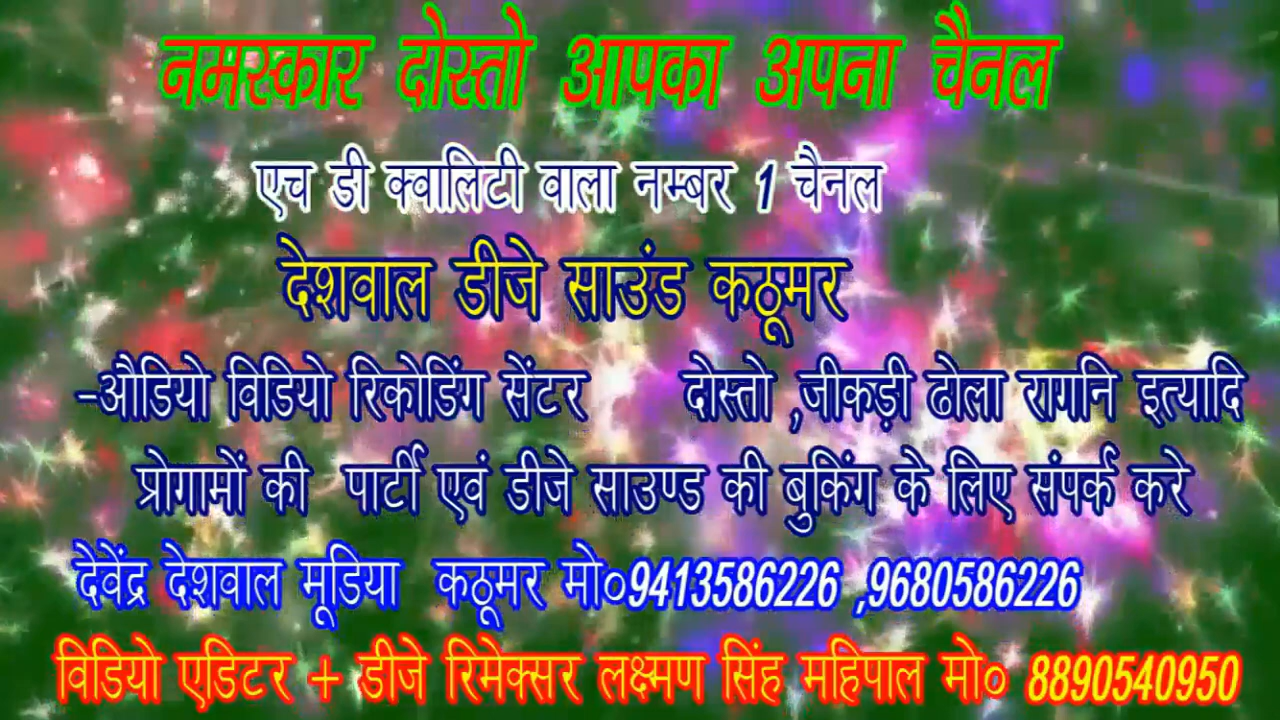 नमस्कार दोस्तो आपका अपना चैनल
एच डी क्वालिटी वाला नम्बर 1 चैनल
देशवाल डीजे साउंड कठूमर
-औडियो विडियो रिकोडिंग सेंटर दोस्तो ,जीकड़ी ढोला रागनि इत्यादि
प्रोगामों की पार्टी एवं डीजे साउण्ड की बुकिंग के लिए संपर्क करे
दैवेंद्र देशवाल मूडिया कठूमर मो०9413586226 ,9680586226
विडियो एडिटर + डीजे रिमेक्सर लक्ष्मण सिंह महिपाल मो० 8890540950